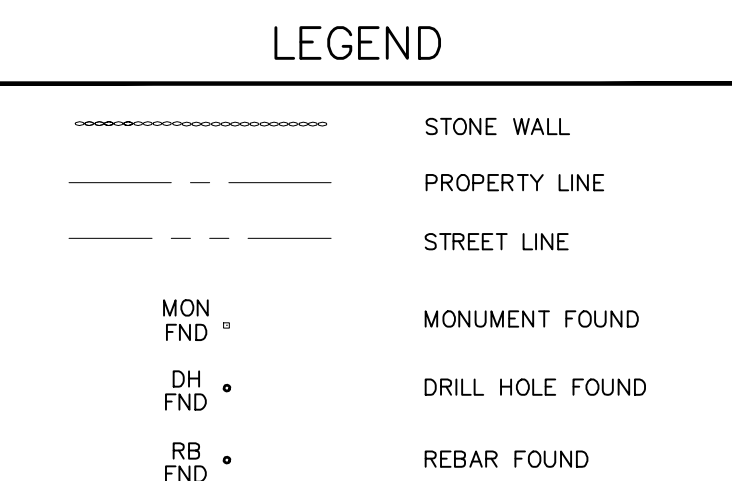 LEGEND
STONE WALL
PROPERTY LINE
STREET LINE
MON
FND
MONUMENT FOUND
DH
FND
DRILL HOLE FOUND
RB
FND
REBAR FOUND